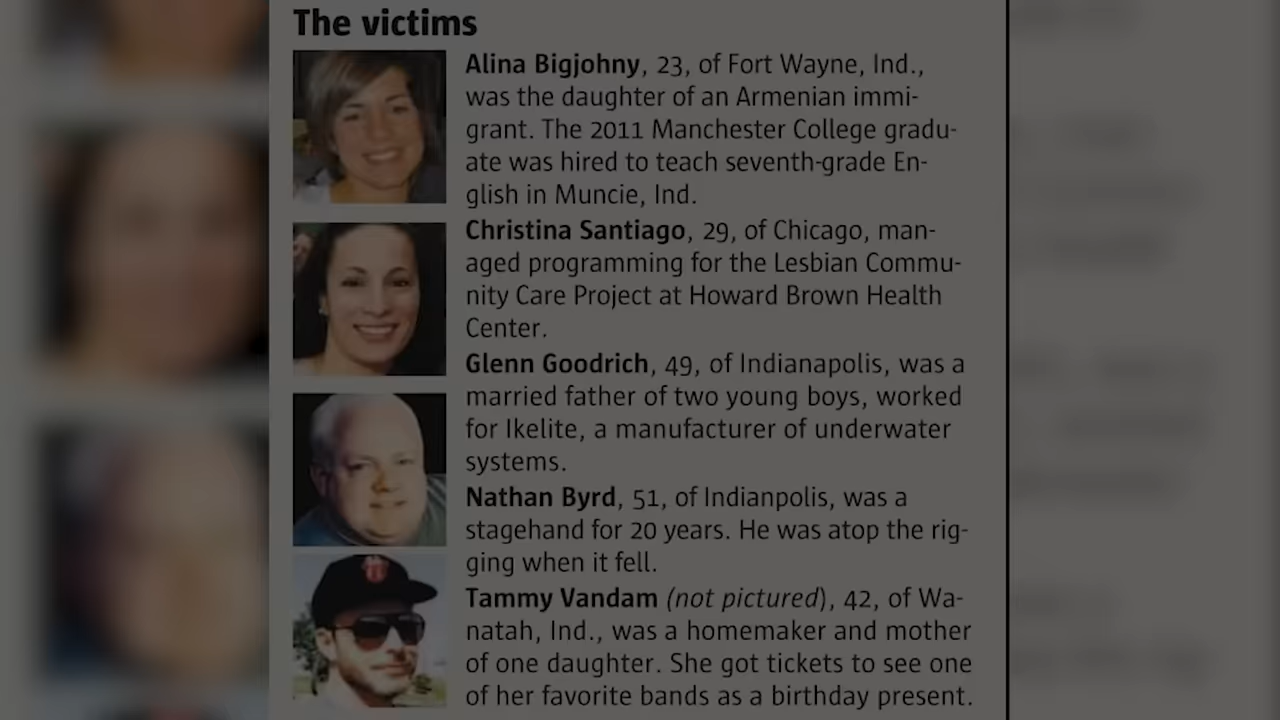 The victims
Alina Bigjohny, 23, of Fort Wayne, Ind.,
was the daughter of an Armenian immi-
grant. The 2011 Manchester College gradu-
ate was hired to teach seventh-grade En-
glish in Muncie, Ind.
Christina Santiago, 29, of Chicago, man-
aged programming for the Lesbian Commu-
nity Care Project at Howard Brown Health
Center.
Glenn Goodrich, 49, of Indianapolis, was a
married father of two young boys, worked
for Ikelite, a manufacturer of underwater
systems.
Nathan Byrd, 51, of Indianpolis, was a
stagehand for 20 years. He was atop the rig-
ging when it fell.
Tammy Vandam (not pictured), 42, of Wa-
natah, Ind., was a homemaker and mother
of one daughter. She got tickets to see one
of her favorite bands as a birthday present.